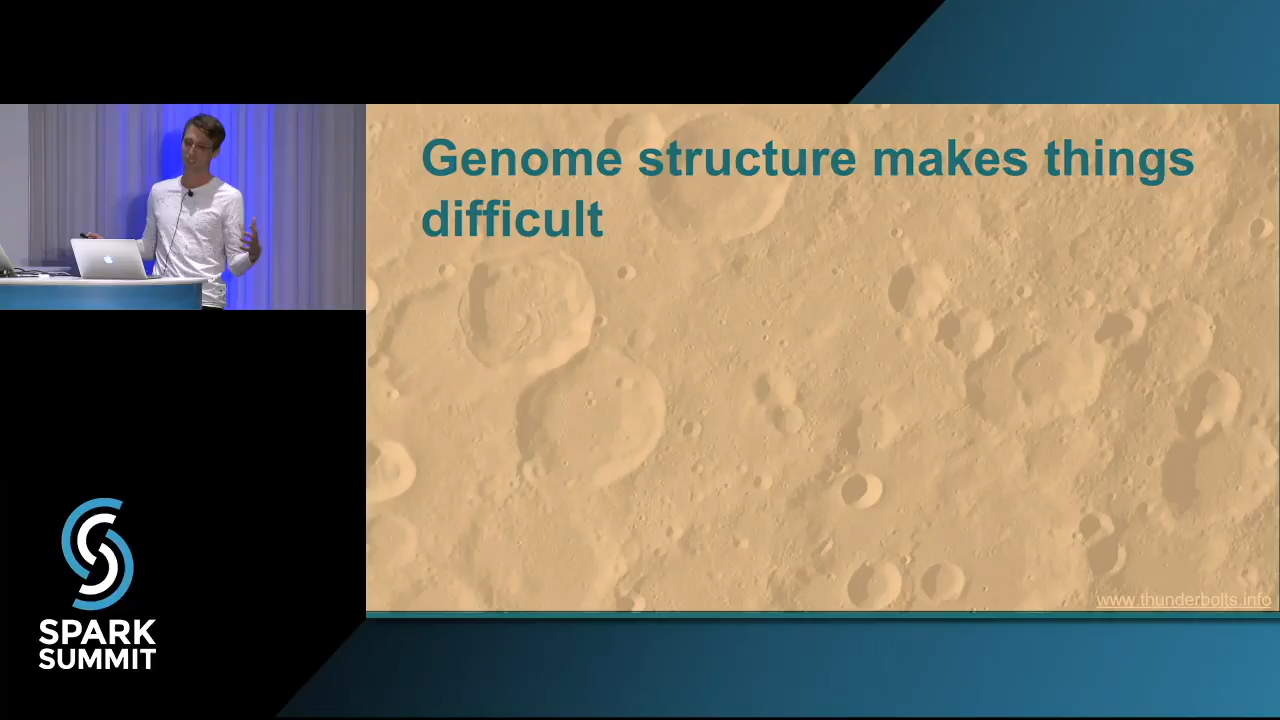 Genome structure makes things
difficult
www.thunderbolts.info
SPARK
SUMMIT